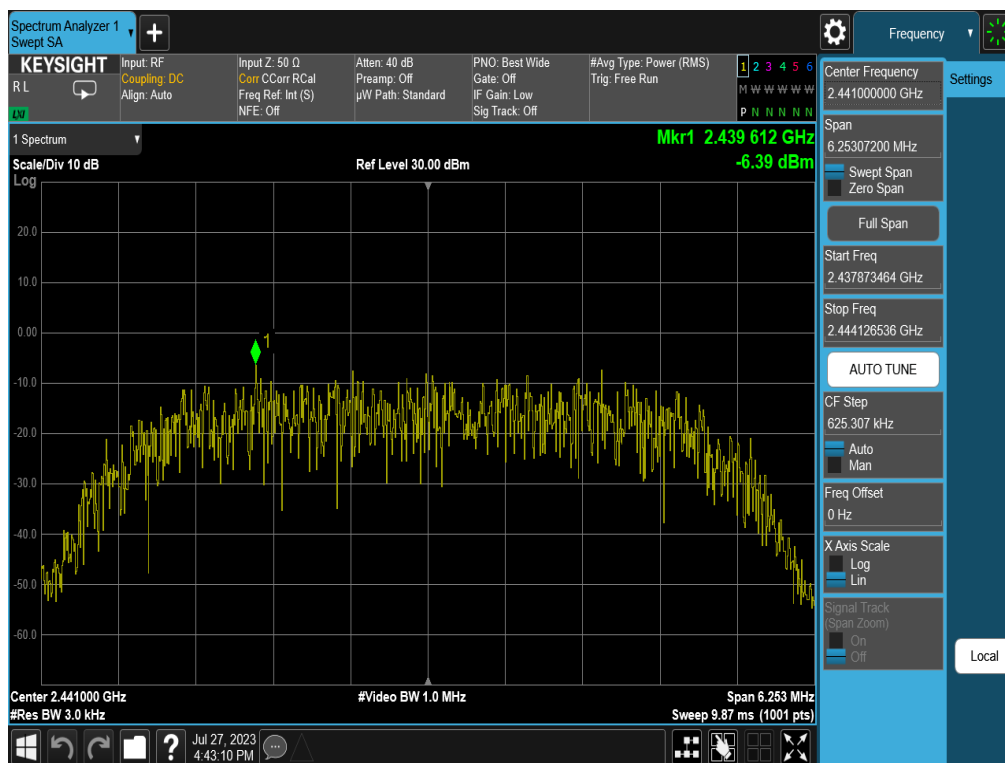 Spectrum Analyzer 1
Swept SA
Frequency
KEYSIGHT
R L
LXI
Input: RF
Coupling: DC
Align: Auto
Input Z: 50 Ω
Corr CCorr RCal
Freq Ref: Int (S)
NFE: Off
Atten: 40 dB
Preamp: Off
µW Path: Standard
PNO: Best Wide
Gate: Off
IF Gain: Low
Sig Track: Off
#Avg Type: Power (RMS)
Trig: Free Run
1 2 3 4 5 6
M W W W W W
P N N N N N
1 Spectrum
Scale/Div 10 dB
Log
Ref Level 30.00 dBm
Mkr1 2.439 612 GHz
-6.39 dBm
20.0
10.0
0.00
-10.0
-20.0
-30.0
-40.0
-50.0
-60.0
1
Center 2.441000 GHz
#Res BW 3.0 kHz
#Video BW 1.0 MHz
Span 6.253 MHz
Sweep 9.87 ms (1001 pts)
Jul 27, 2023
4:43:10 PM
?
Center Frequency
2.441000000 GHz
Settings
Span
6.25307200 MHz
Swept Span
Zero Span
Full Span
Start Freq
2.437873464 GHz
Stop Freq
2.444126536 GHz
AUTO TUNE
CF Step
625.307 kHz
Auto
Man
Freq Offset
0 Hz
X Axis Scale
Log
Lin
Signal Track
(Span Zoom)
On
Off
Local